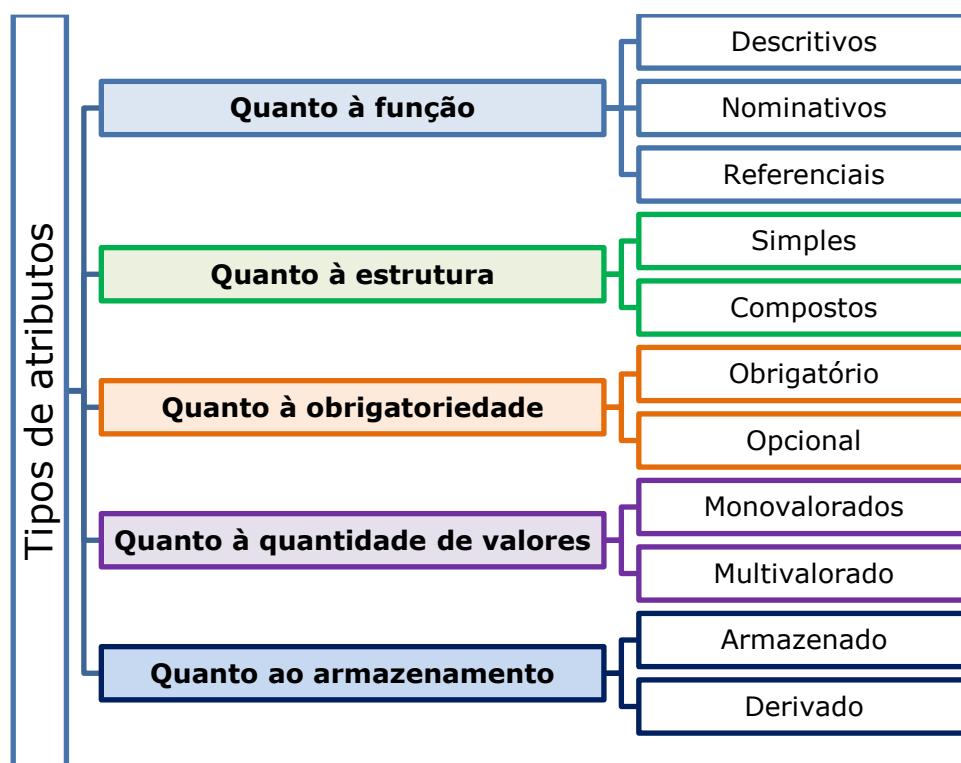 Tipos de atributos
Quanto à função
Descritivos
Nominativos
Referenciais
Quanto à estrutura
Simples
Compostos
Quanto à obrigatoriedade
Obrigatório
Opcional
Quanto à quantidade de valores
Monovalorados
Multivalorado
Quanto ao armazenamento
Armazenado
Derivado